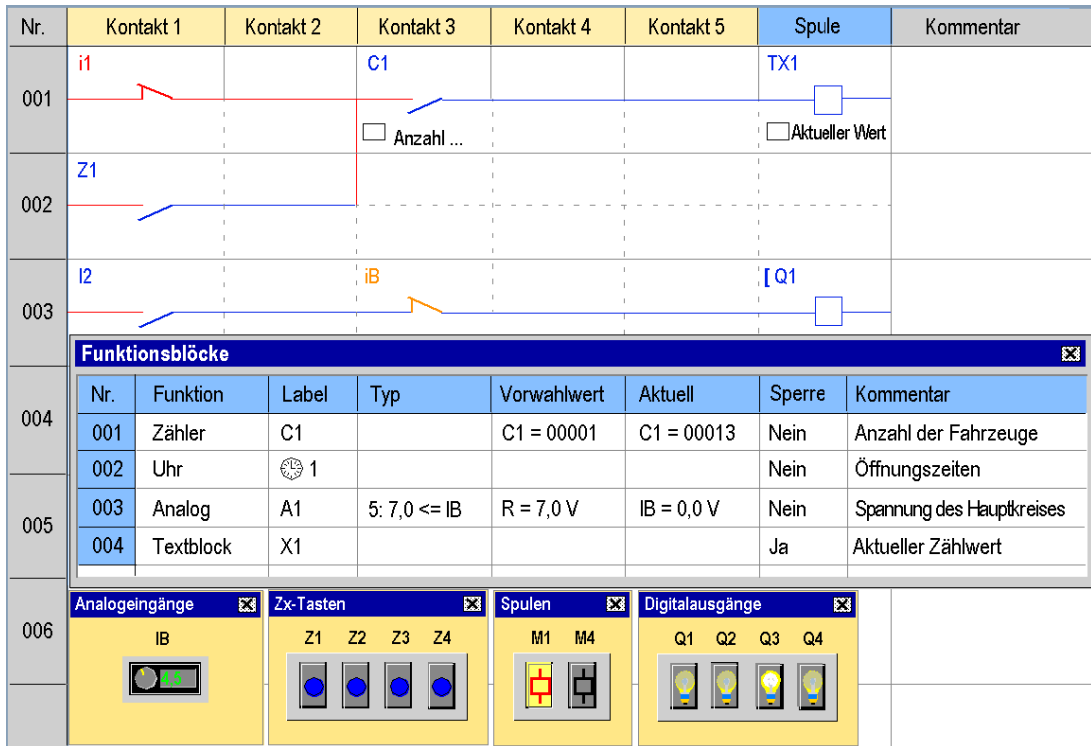 Nr. Kontakt 1 Kontakt 2 Kontakt 3 Kontakt 4 Kontakt 5 Spule Kommentar
i1 C1 TX1
001
Anzahl ... Aktueller Wert
Z1
002
I2 iB [ Q1
003
Funktionsblöcke
Nr. Funktion Label Typ Vorwahlwert Aktuell Sperre Kommentar
004
001 Zähler C1 C1 = 00001 C1 = 00013 Nein Anzahl der Fahrzeuge
002 Uhr 1 Nein Öffnungszeiten
003 Analog A1 5: 7,0 <= IB R = 7,0 V IB = 0,0 V Nein Spannung des Hauptkreises
005
004 Textblock X1 Ja Aktueller Zählwert
Analogeingänge Zx-Tasten Spulen Digitalausgänge
006
IB Z1 Z2 Z3 Z4 M1 M4 Q1 Q2 Q3 Q4
4,5